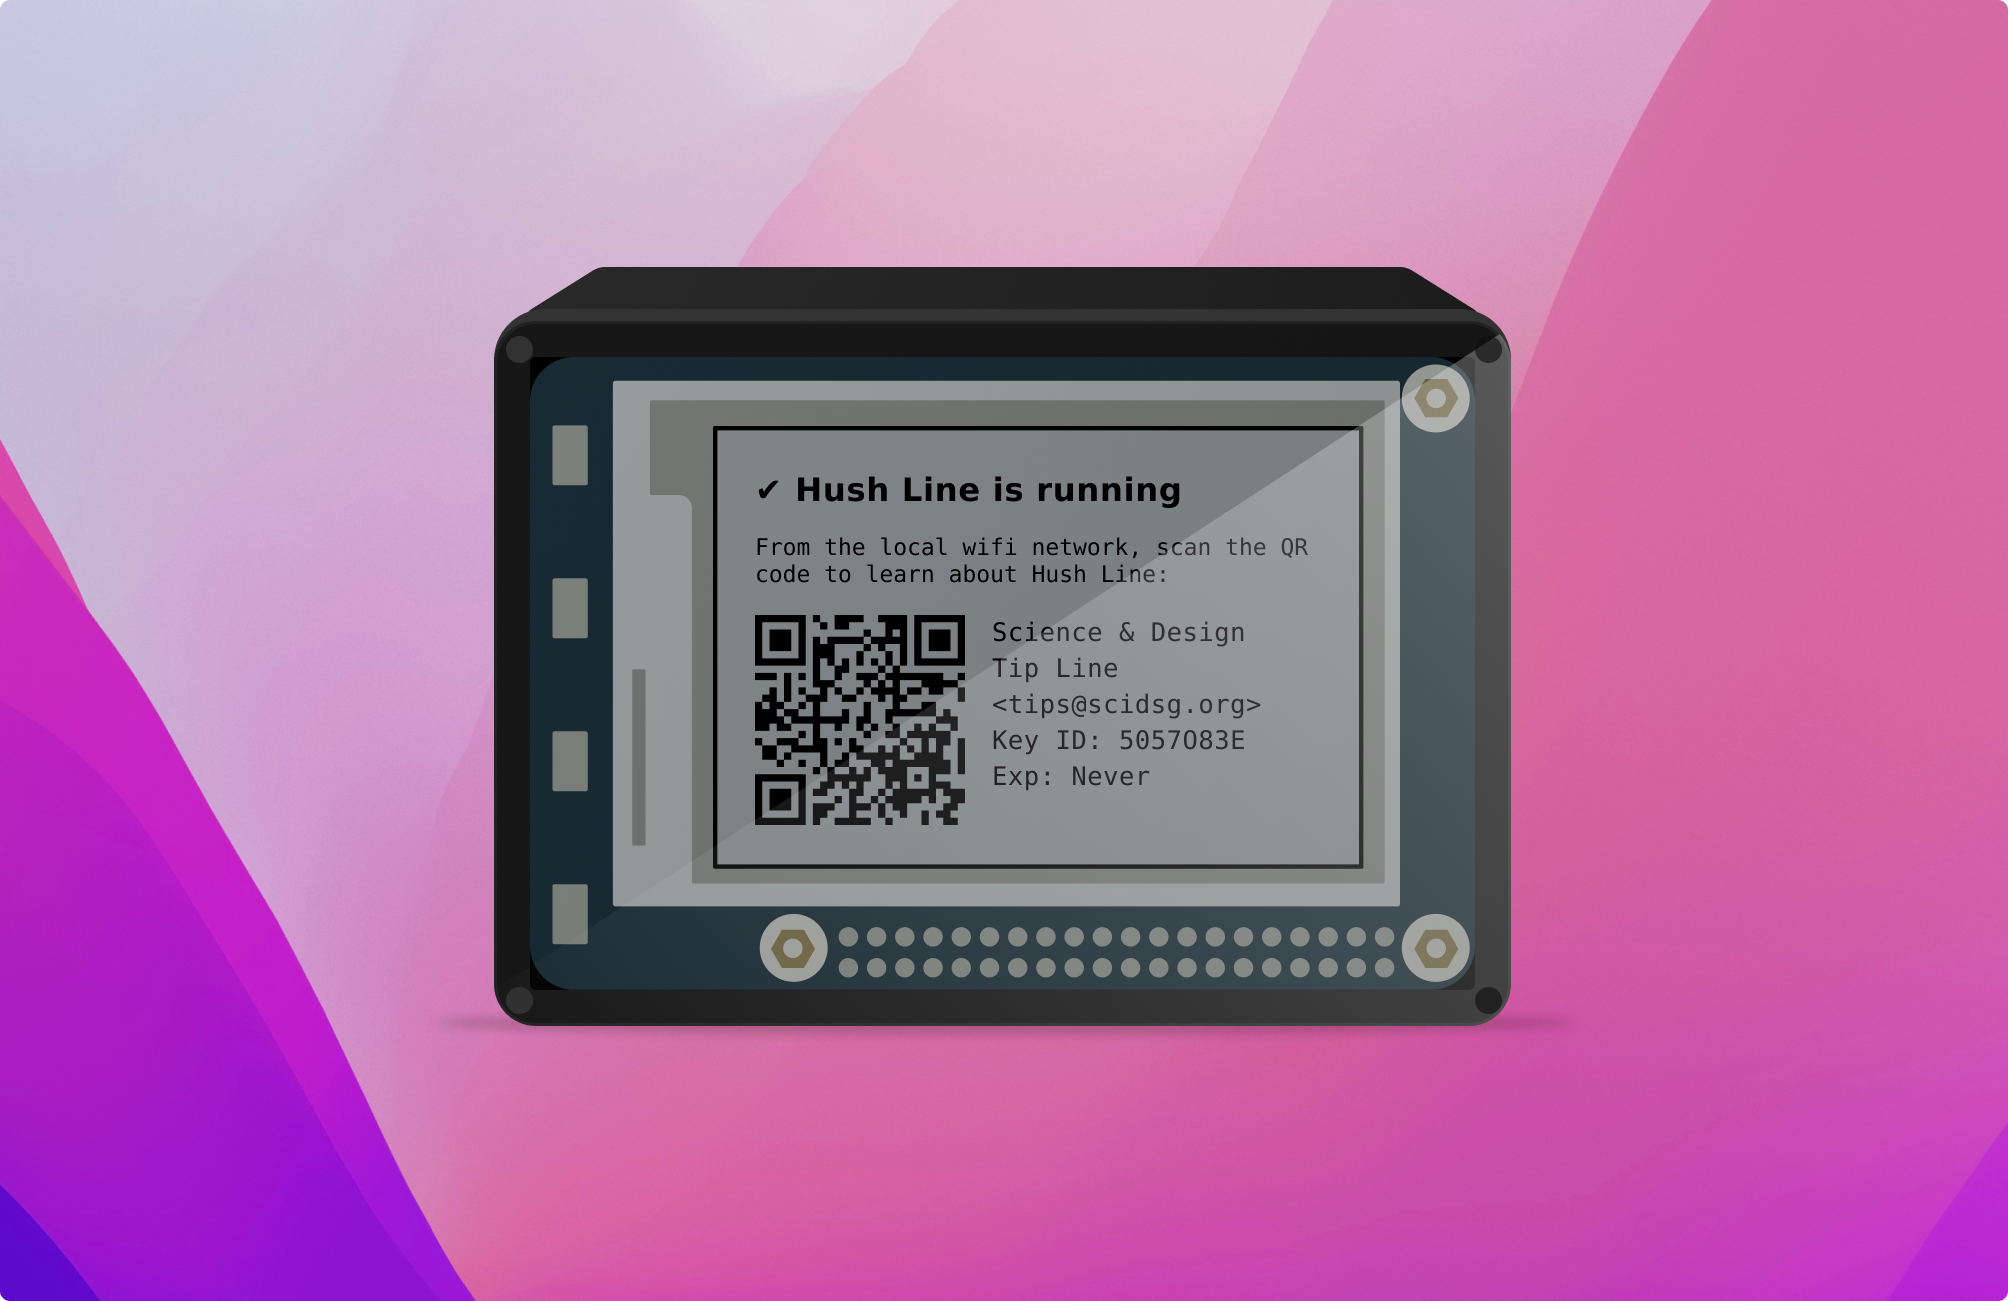 ✔ Hush Line is running
From the local wifi network, scan the QR
code to learn about Hush Line:
Science & Design
Tip Line
<tips@scidsg.org>
Key ID: 5057O83E
Exp: Never